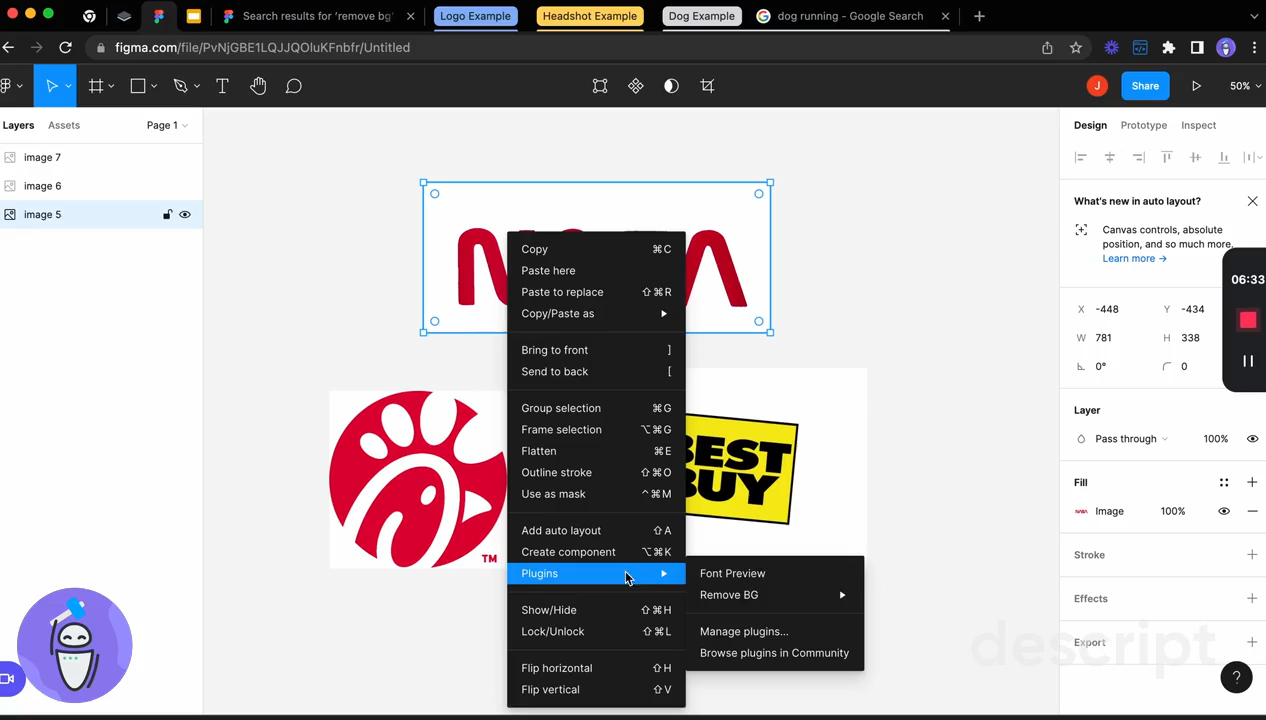 Search results for 'remove bg'
Logo Example
Headshot Example
Dog Example
dog running - Google Search
figma.com/file/PvNjGBE1LQJJQOluKFnbfr/Untitled
J
Share
50%
Layers
Assets
Page 1
Design
Prototype
Inspect
image 7
image 6
image 5
What's new in auto layout?
Canvas controls, absolute
position, and so much more.
Learn more →
06:33
X -448
Y -434
W 781
H 338
0°
0
Layer
Pass through
100%
Fill
Image
100%
Stroke
Effects
Export
Copy ⌘C
Paste here
Paste to replace ⇧⌘R
Copy/Paste as
Bring to front ]
Send to back [
Group selection ⌘G
Frame selection ⌥⌘G
Flatten ⌘E
Outline stroke ⇧⌘O
Use as mask ^⌘M
Add auto layout ⇧A
Create component ⌥⌘K
Plugins
Show/Hide ⇧⌘H
Lock/Unlock ⇧⌘L
Flip horizontal ⇧H
Flip vertical ⇧V
Font Preview
Remove BG
Manage plugins...
Browse plugins in Community
TM
BEST
BUY
descript
?